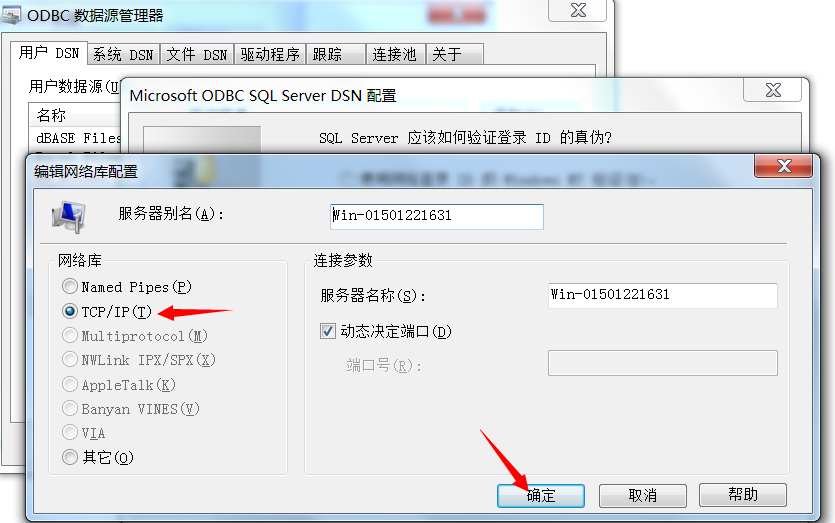 ODBC 数据源管理器
用户 DSN 系统 DSN 文件 DSN 驱动程序 跟踪 连接池 关于
用户数据源(U
名称
dBASE Files
Microsoft ODBC SQL Server DSN 配置
SQL Server 应该如何验证登录 ID 的真伪?
编辑网络库配置
服务器别名(A): Win-01501221631
网络库
Named Pipes(P)
TCP/IP(T)
Multiprotocol(M)
NWLink IPX/SPX(X)
AppleTalk(K)
Banyan VINES(V)
VIA
其它(O)
连接参数
服务器名称(S): Win-01501221631
动态决定端口(D)
端口号(R):
确定 取消 帮助